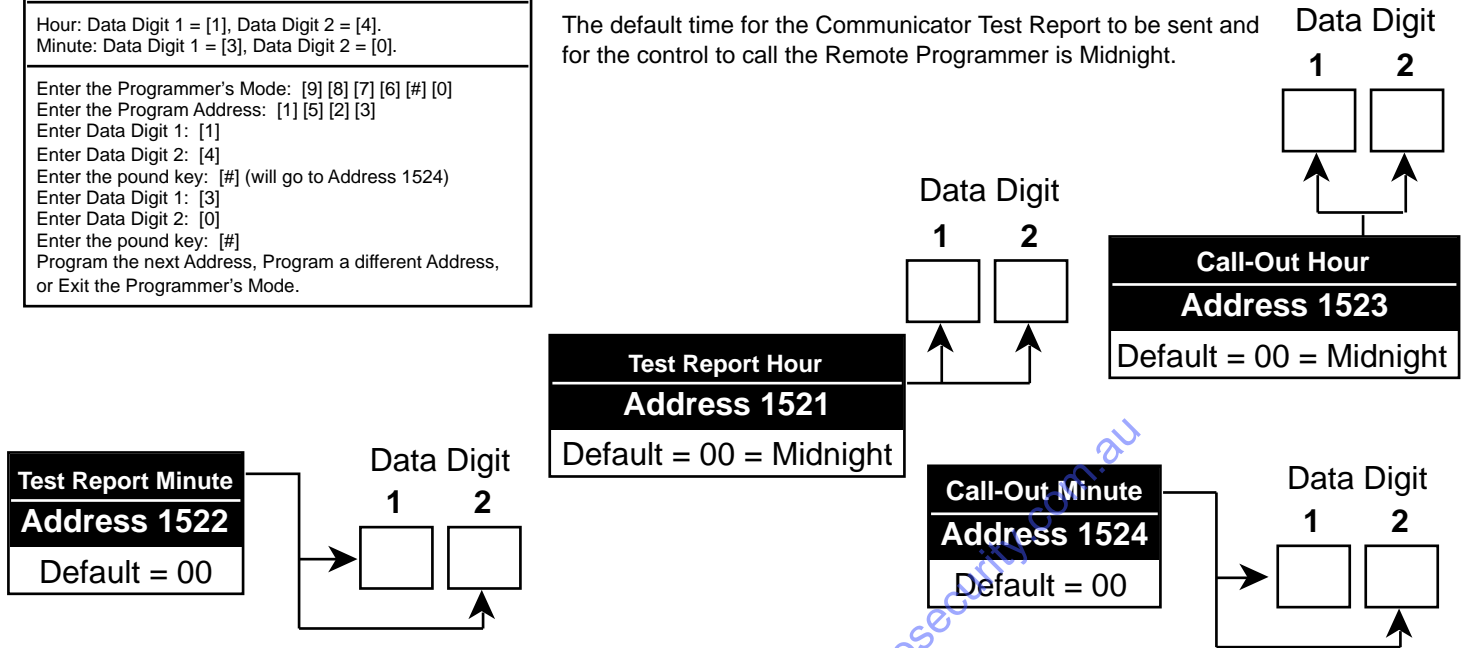 Hour: Data Digit 1 = [1], Data Digit 2 = [4].
Minute: Data Digit 1 = [3], Data Digit 2 = [0].
Enter the Programmer's Mode: [9] [8] [7] [6] [#] [0]
Enter the Program Address: [1] [5] [2] [3]
Enter Data Digit 1: [1]
Enter Data Digit 2: [4]
Enter the pound key: [#] (will go to Address 1524)
Enter Data Digit 1: [3]
Enter Data Digit 2: [0]
Enter the pound key: [#]
Program the next Address, Program a different Address,
or Exit the Programmer's Mode.
The default time for the Communicator Test Report to be sent and
for the control to call the Remote Programmer is Midnight.
Data Digit
1 2
Call-Out Hour
Address 1523
Default = 00 = Midnight
Data Digit
1 2
Test Report Hour
Address 1521
Default = 00 = Midnight
Test Report Minute
Address 1522
Default = 00
Data Digit
1 2
Call-Out Minute
Address 1524
Default = 00
Data Digit
1 2
osecurity.com.au